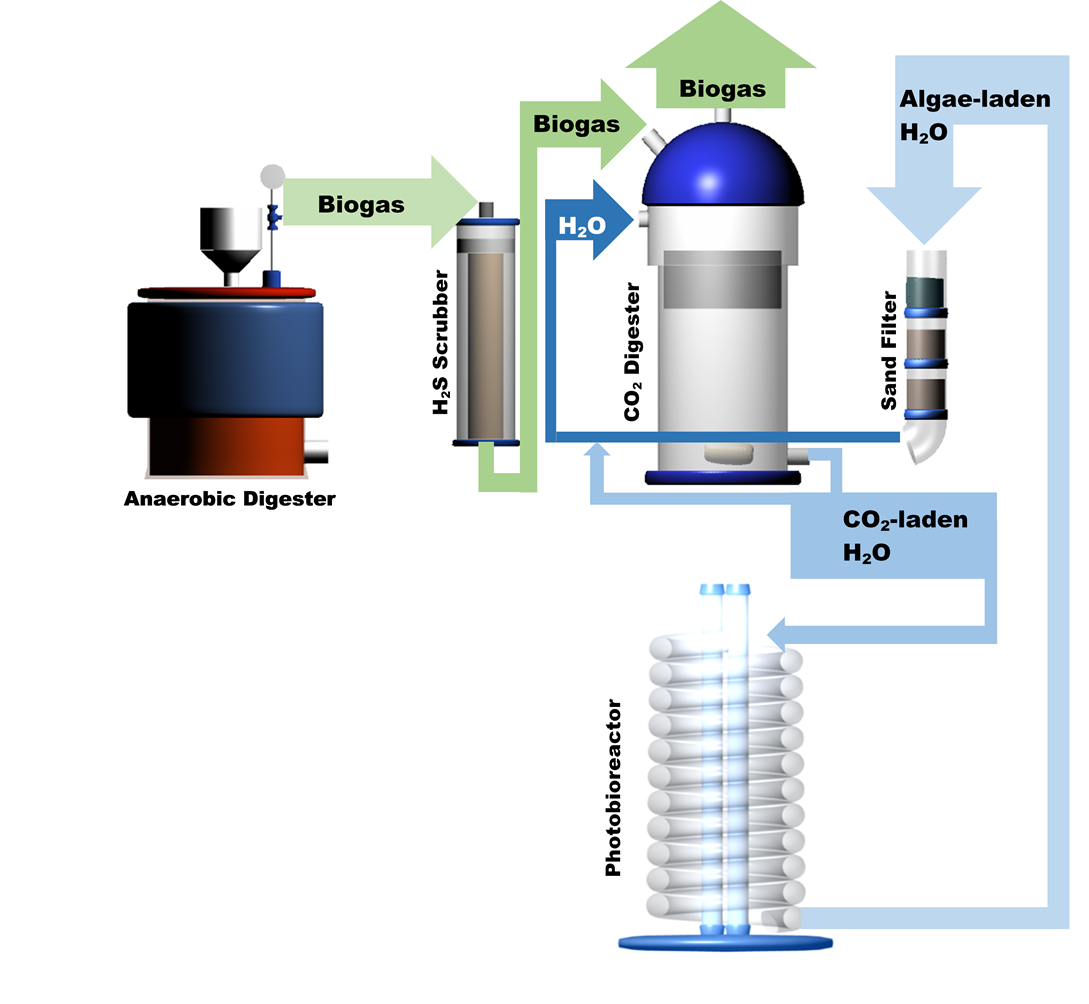 Biogas
Biogas
Biogas
Algae-laden
H₂O
H₂O
H₂S Scrubber
CO₂ Digester
Sand Filter
Anaerobic Digester
CO₂-laden
H₂O
Photobioreactor